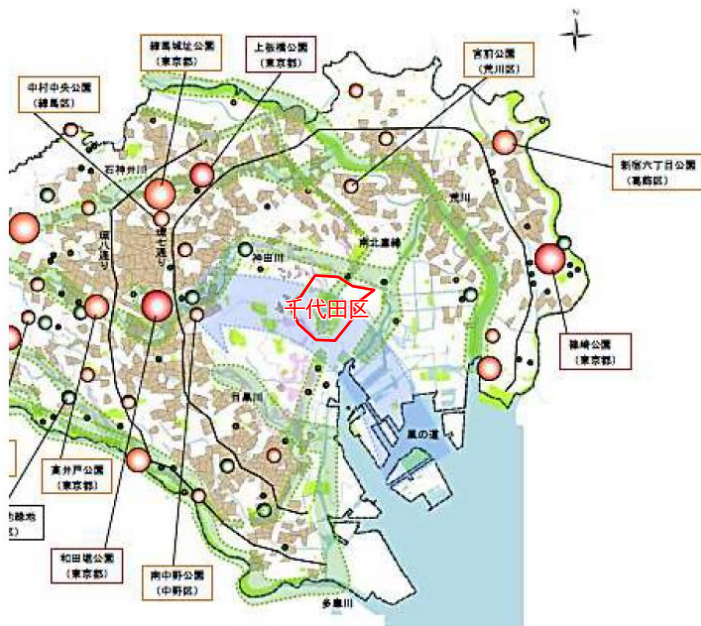 練馬城址公園
(東京都)
上板橋公園
(東京都)
宮前公園
(荒川区)
中村中央公園
(練馬区)
新宿六丁目公園
(葛飾区)
石神井川
荒川
環八通り
環七通り
神田川
南北崖線
千代田区
篠崎公園
(東京都)
目黒川
風の道
高井戸公園
(東京都)
和田堀公園
(東京都)
南中野公園
(中野区)
多摩川